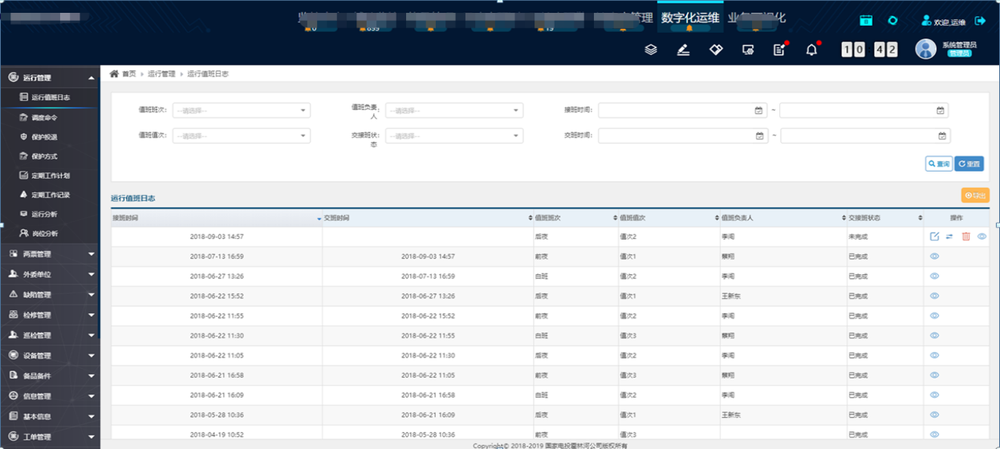 管理 数字化运维 业务可视化
0 699 19
欢迎,运维
10 42
系统管理员
管理员
运行管理
运行值班日志
调度命令
保护投退
保护方式
定期工作计划
定期工作记录
运行分析
岗位分析
两票管理
外委单位
缺陷管理
检修管理
巡检管理
设备管理
备品备件
信息管理
基本信息
工单管理
首页 运行管理 运行值班日志
值班班次: --请选择-- 值班负责人: --请选择-- 接班时间: ~
值班值次: --请选择-- 交接班状态: --请选择-- 交班时间: ~
查询 重置
运行值班日志 导出
接班时间 交班时间 值班班次 值班值次 值班负责人 交接班状态 操作
2018-09-03 14:57 后夜 值次2 李闯 未完成
2018-07-13 16:59 2018-09-03 14:57 前夜 值次1 蔡翔 已完成
2018-06-27 13:26 2018-07-13 16:59 白班 值次2 李闯 已完成
2018-06-22 15:52 2018-06-27 13:26 后夜 值次1 王新东 已完成
2018-06-22 11:55 2018-06-22 15:52 前夜 值次2 李闯 已完成
2018-06-22 11:30 2018-06-22 11:55 白班 值次3 蔡翔 已完成
2018-06-22 11:05 2018-06-22 11:30 后夜 值次2 李闯 已完成
2018-06-21 16:58 2018-06-22 11:05 前夜 值次3 蔡翔 已完成
2018-06-21 16:09 2018-06-21 16:58 白班 值次2 李闯 已完成
2018-05-28 10:36 2018-06-21 16:09 后夜 值次1 王新东 已完成
2018-04-19 10:52 2018-05-28 10:36 前夜 值次3 已完成
Copyright© 2018-2019 国家电投霍林河公司版权所有